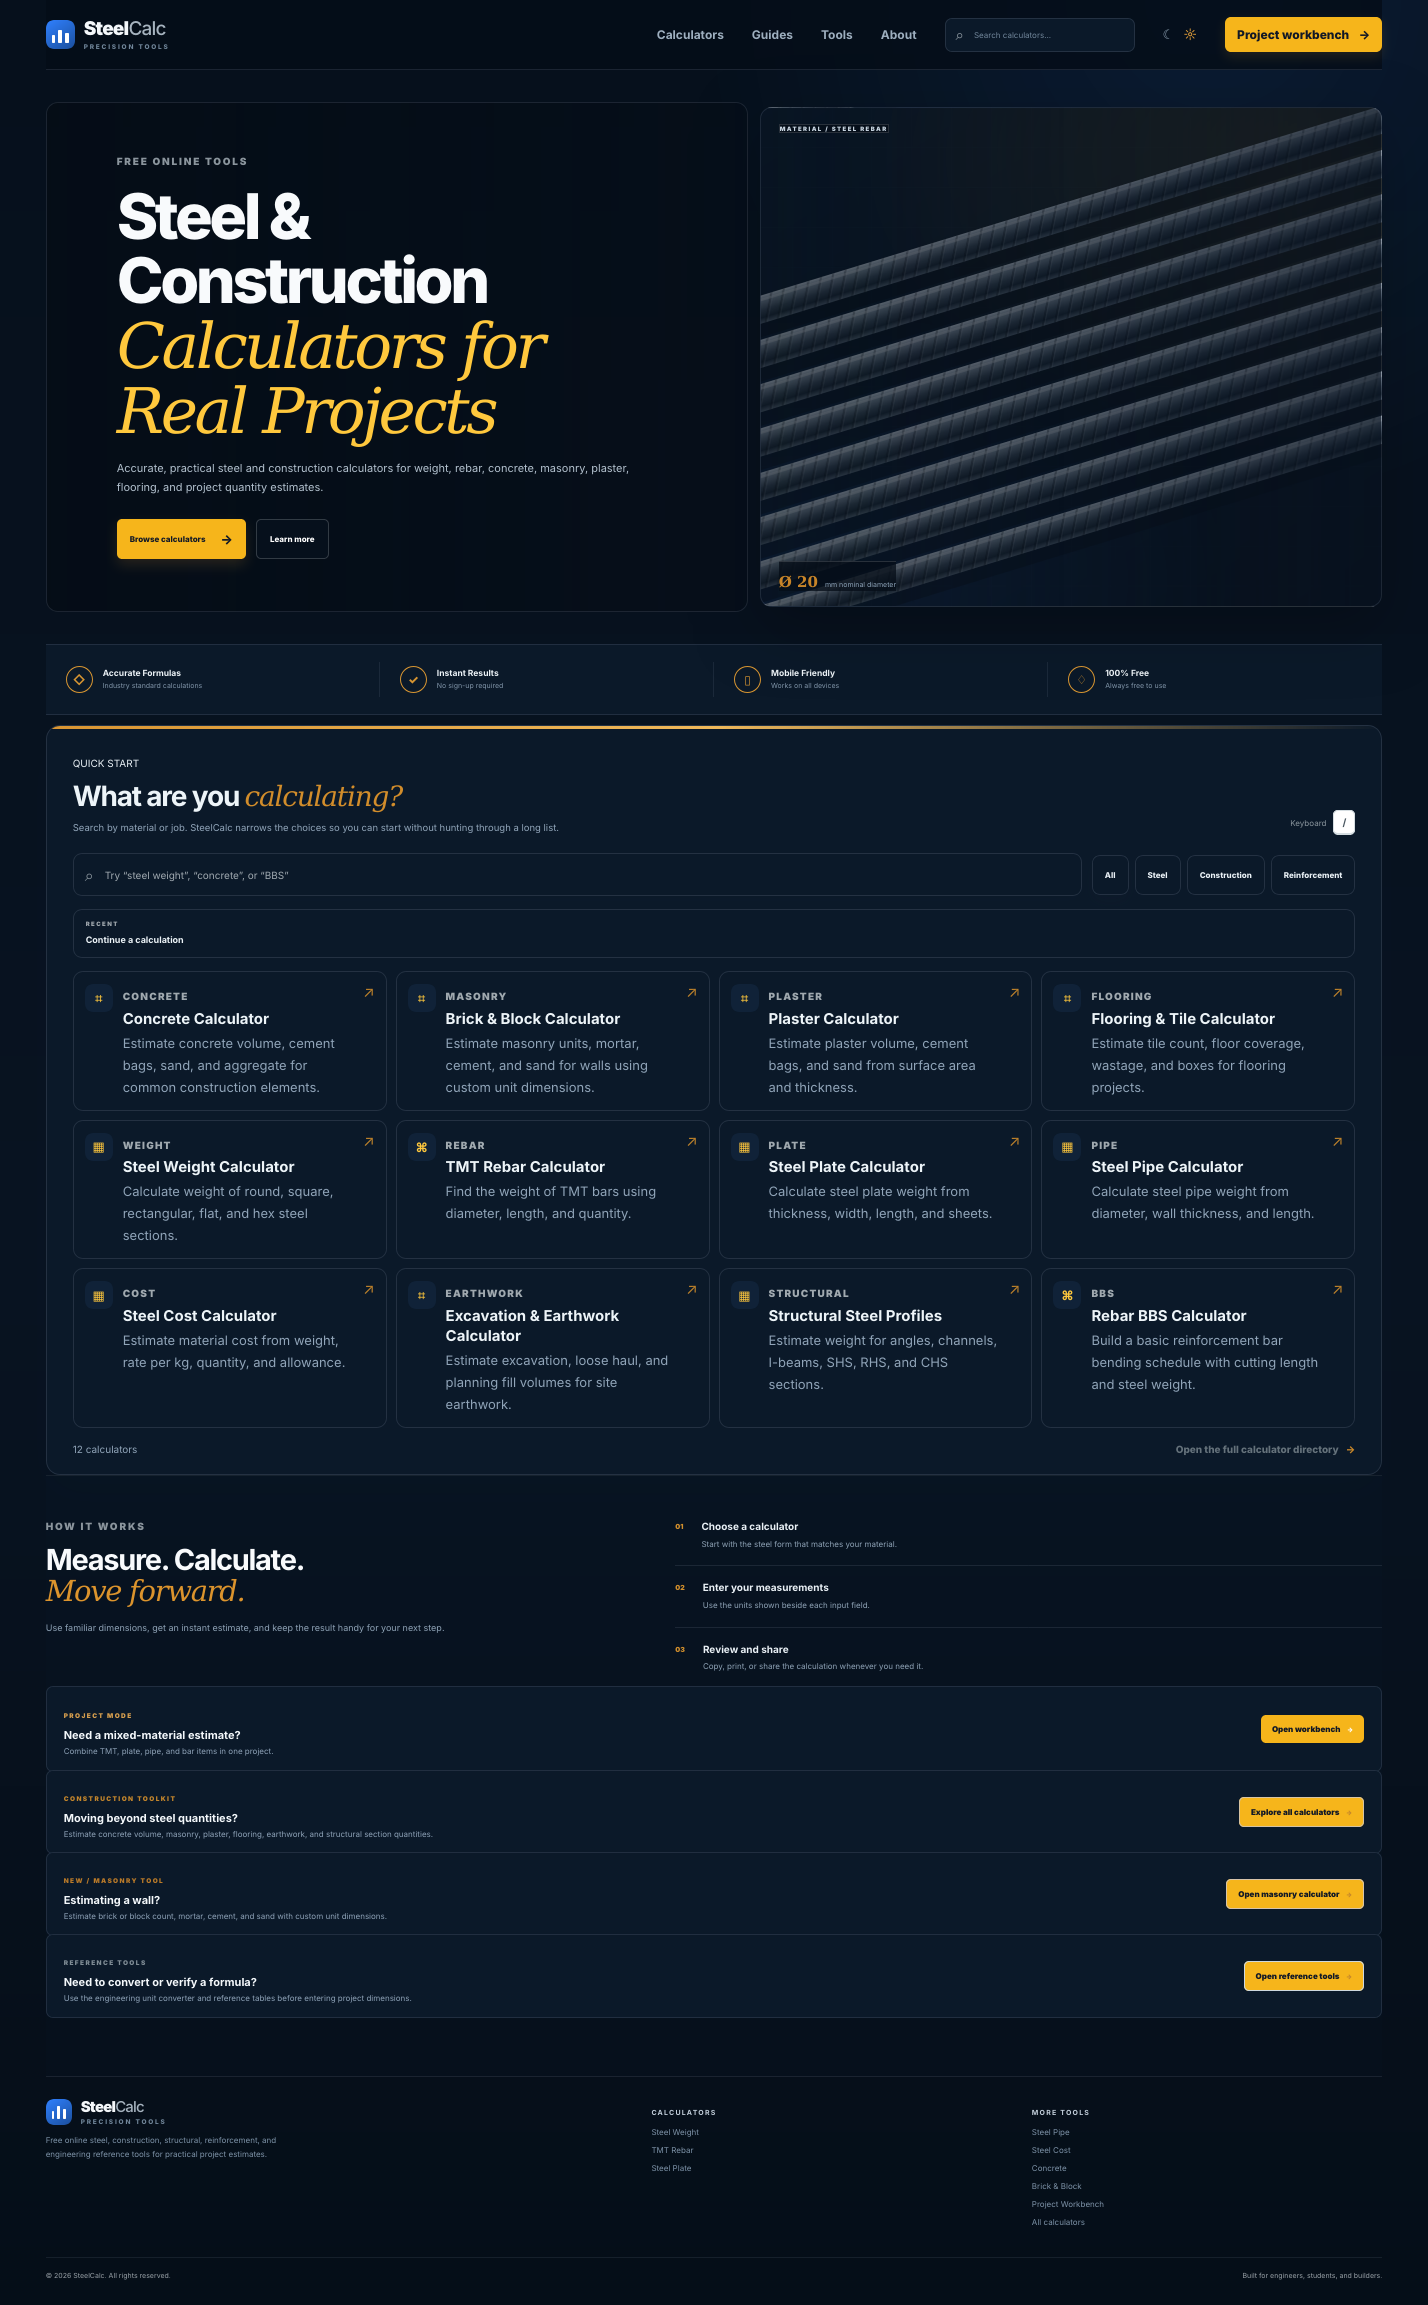 SteelCalc
PRECISION TOOLS
Calculators
Guides
Tools
About
Search calculators...
Project workbench →
FREE ONLINE TOOLS
Steel &
Construction
Calculators for
Real Projects
Accurate, practical steel and construction calculators for weight, rebar, concrete, masonry, plaster,
flooring, and project quantity estimates.
Browse calculators →
Learn more
MATERIAL / STEEL REBAR
Ø 20 mm nominal diameter
Accurate Formulas
Industry standard calculations
Instant Results
No sign-up required
Mobile Friendly
Works on all devices
100% Free
Always free to use
QUICK START
What are you calculating?
Search by material or job. SteelCalc narrows the choices so you can start without hunting through a long list.
Keyboard /
Try “steel weight”, “concrete”, or “BBS”
All
Steel
Construction
Reinforcement
RECENT
Continue a calculation
CONCRETE
Concrete Calculator
Estimate concrete volume, cement
bags, sand, and aggregate for
common construction elements.
MASONRY
Brick & Block Calculator
Estimate masonry units, mortar,
cement, and sand for walls using
custom unit dimensions.
PLASTER
Plaster Calculator
Estimate plaster volume, cement
bags, and sand from surface area
and thickness.
FLOORING
Flooring & Tile Calculator
Estimate tile count, floor coverage,
wastage, and boxes for flooring
projects.
WEIGHT
Steel Weight Calculator
Calculate weight of round, square,
rectangular, flat, and hex steel
sections.
REBAR
TMT Rebar Calculator
Find the weight of TMT bars using
diameter, length, and quantity.
PLATE
Steel Plate Calculator
Calculate steel plate weight from
thickness, width, length, and sheets.
PIPE
Steel Pipe Calculator
Calculate steel pipe weight from
diameter, wall thickness, and length.
COST
Steel Cost Calculator
Estimate material cost from weight,
rate per kg, quantity, and allowance.
EARTHWORK
Excavation & Earthwork
Calculator
Estimate excavation, loose haul, and
planning fill volumes for site
earthwork.
STRUCTURAL
Structural Steel Profiles
Estimate weight for angles, channels,
I-beams, SHS, RHS, and CHS
sections.
BBS
Rebar BBS Calculator
Build a basic reinforcement bar
bending schedule with cutting length
and steel weight.
12 calculators
Open the full calculator directory →
HOW IT WORKS
Measure. Calculate.
Move forward.
Use familiar dimensions, get an instant estimate, and keep the result handy for your next step.
01 Choose a calculator
Start with the steel form that matches your material.
02 Enter your measurements
Use the units shown beside each input field.
03 Review and share
Copy, print, or share the calculation whenever you need it.
PROJECT MODE
Need a mixed-material estimate?
Combine TMT, plate, pipe, and bar items in one project.
Open workbench →
CONSTRUCTION TOOLKIT
Moving beyond steel quantities?
Estimate concrete volume, masonry, plaster, flooring, earthwork, and structural section quantities.
Explore all calculators →
NEW / MASONRY TOOL
Estimating a wall?
Estimate brick or block count, mortar, cement, and sand with custom unit dimensions.
Open masonry calculator →
REFERENCE TOOLS
Need to convert or verify a formula?
Use the engineering unit converter and reference tables before entering project dimensions.
Open reference tools →
SteelCalc
PRECISION TOOLS
Free online steel, construction, structural, reinforcement, and
engineering reference tools for practical project estimates.
CALCULATORS
Steel Weight
TMT Rebar
Steel Plate
MORE TOOLS
Steel Pipe
Steel Cost
Concrete
Brick & Block
Project Workbench
All calculators
© 2026 SteelCalc. All rights reserved.
Built for engineers, students, and builders.